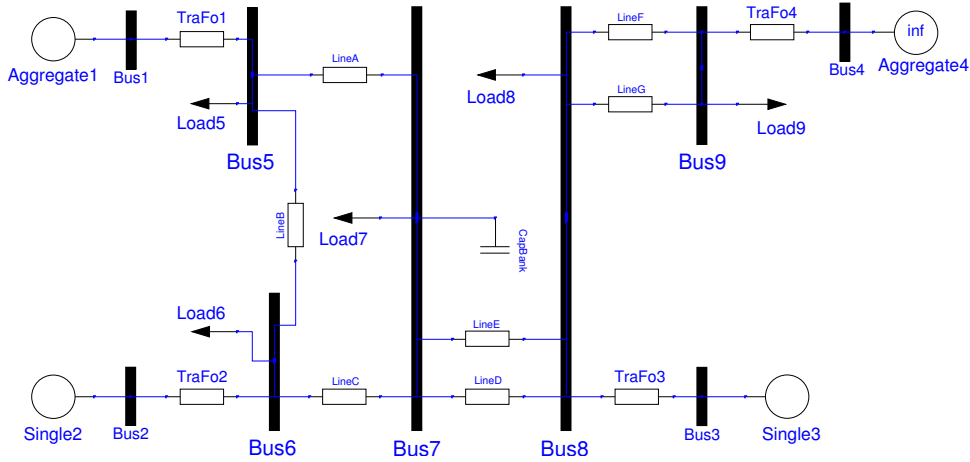 TraFo1
LineF
TraFo4
inf
Aggregate1
Bus1
LineA
Load8
Bus4
Aggregate4
LineG
Load5
Load9
Bus5
Bus9
LineB
Load7
CapBank
Load6
LineE
TraFo2
LineC
LineD
TraFo3
Single2
Bus2
Bus6
Bus7
Bus8
Bus3
Single3